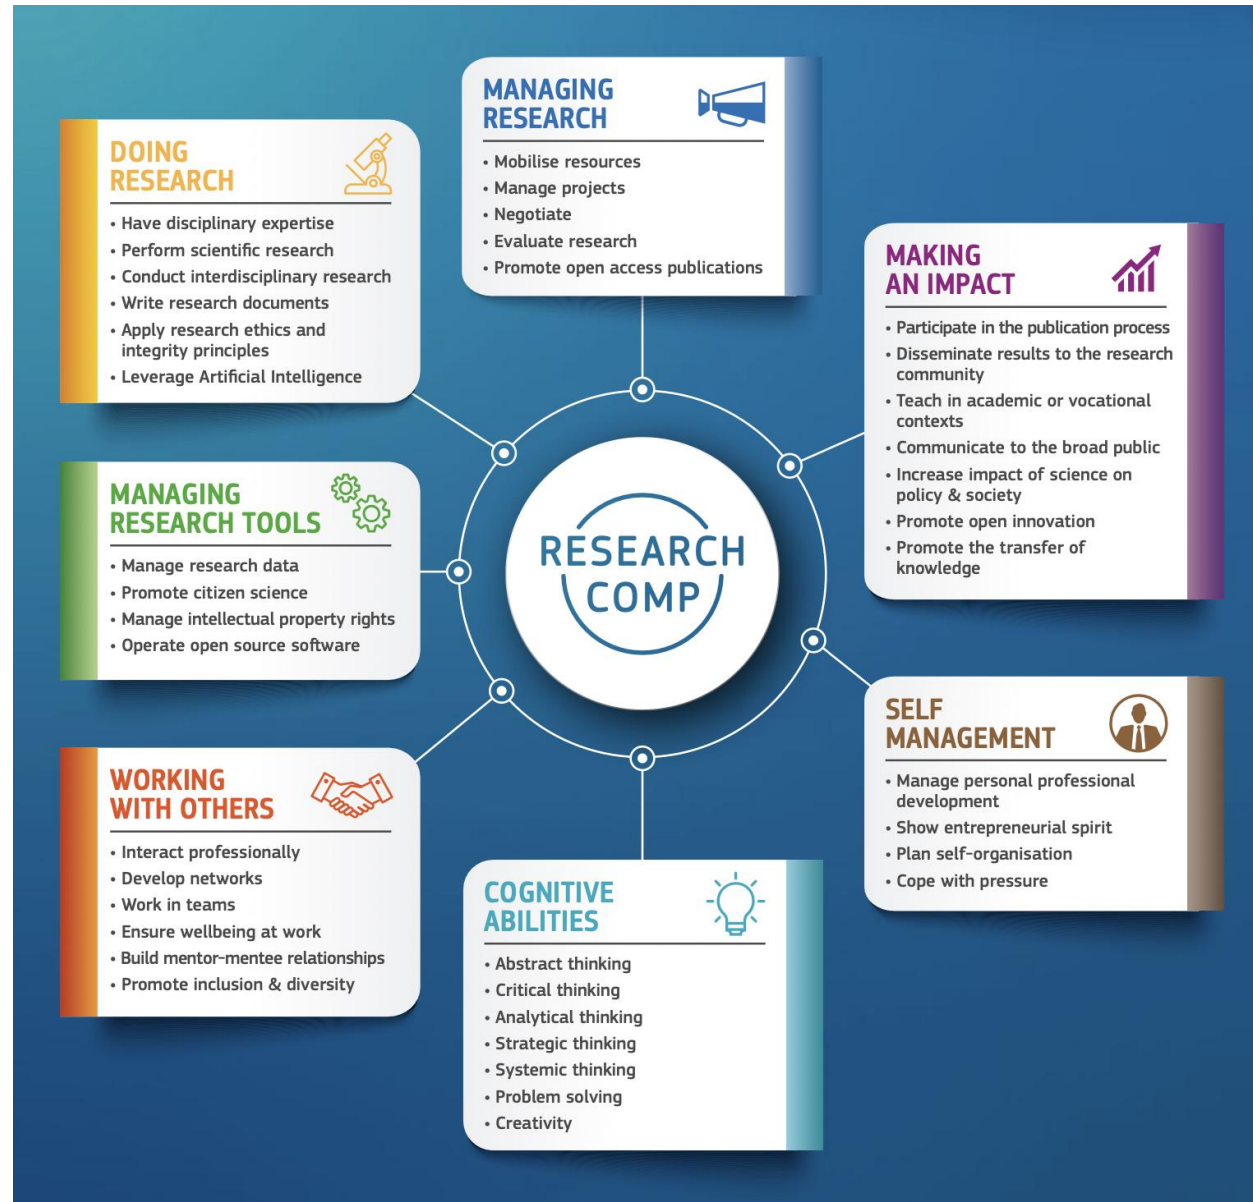 MANAGING
RESEARCH
• Mobilise resources
• Manage projects
• Negotiate
• Evaluate research
• Promote open access publications
DOING
RESEARCH
• Have disciplinary expertise
• Perform scientific research
• Conduct interdisciplinary research
• Write research documents
• Apply research ethics and
integrity principles
• Leverage Artificial Intelligence
MAKING
AN IMPACT
• Participate in the publication process
• Disseminate results to the research
community
• Teach in academic or vocational
contexts
• Communicate to the broad public
• Increase impact of science on
policy & society
• Promote open innovation
• Promote the transfer of
knowledge
MANAGING
RESEARCH TOOLS
• Manage research data
• Promote citizen science
• Manage intellectual property rights
• Operate open source software
RESEARCH
COMP
SELF
MANAGEMENT
• Manage personal professional
development
• Show entrepreneurial spirit
• Plan self-organisation
• Cope with pressure
WORKING
WITH OTHERS
• Interact professionally
• Develop networks
• Work in teams
• Ensure wellbeing at work
• Build mentor-mentee relationships
• Promote inclusion & diversity
COGNITIVE
ABILITIES
• Abstract thinking
• Critical thinking
• Analytical thinking
• Strategic thinking
• Systemic thinking
• Problem solving
• Creativity